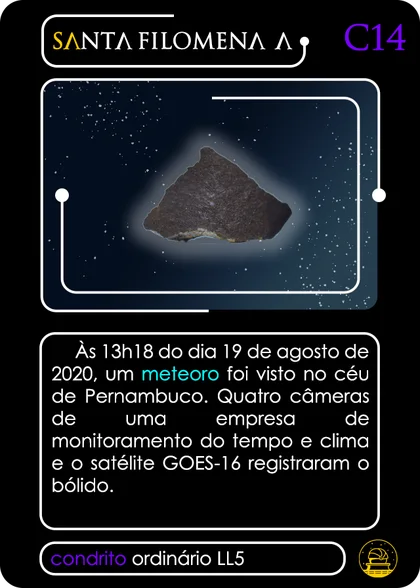 SANTA FILOMENA A
C14
Às 13h18 do dia 19 de agosto de
2020, um meteoro foi visto no céu
de Pernambuco. Quatro câmeras
de uma empresa de
monitoramento do tempo e clima
e o satélite GOES-16 registraram o
bólido.
condrito ordinário LL5